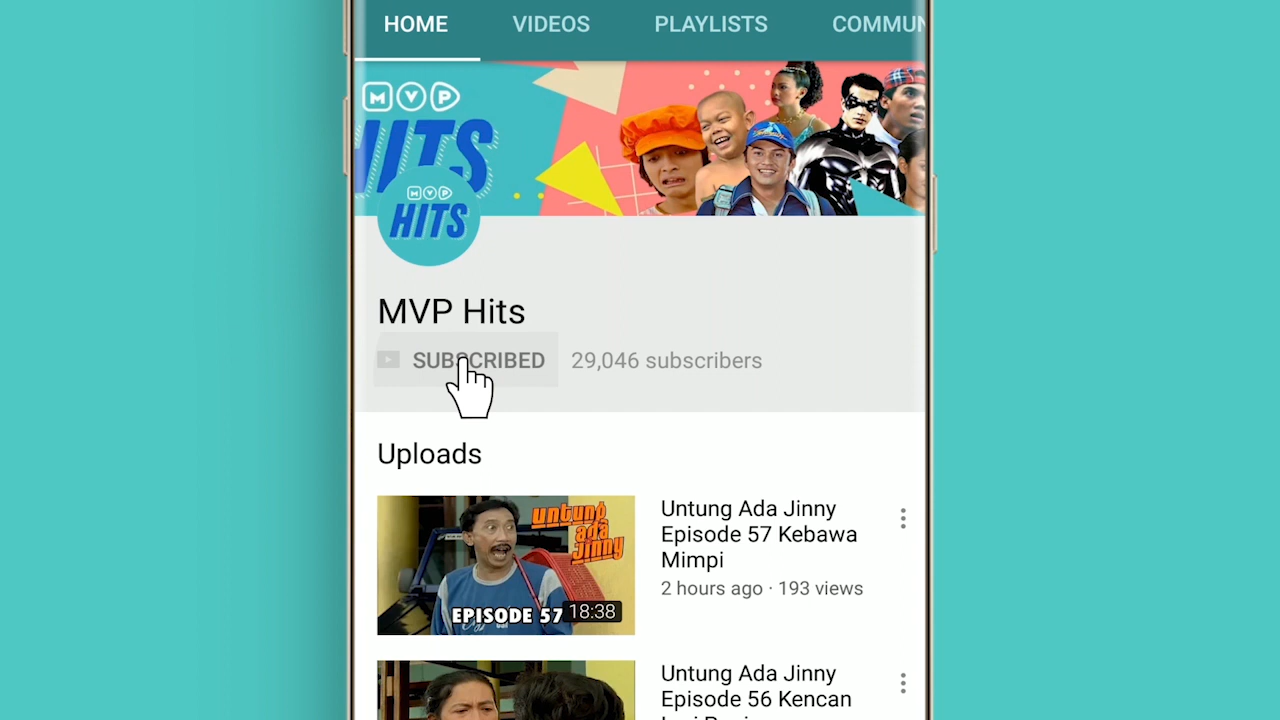 HOME VIDEOS PLAYLISTS COMMUN
MVP
HITS
MVP
HITS
MVP Hits
SUBSCRIBED 29,046 subscribers
Uploads
untung
ada
jinny
EPISODE 57 18:38
Untung Ada Jinny
Episode 57 Kebawa
Mimpi
2 hours ago · 193 views
Untung Ada Jinny
Episode 56 Kencan